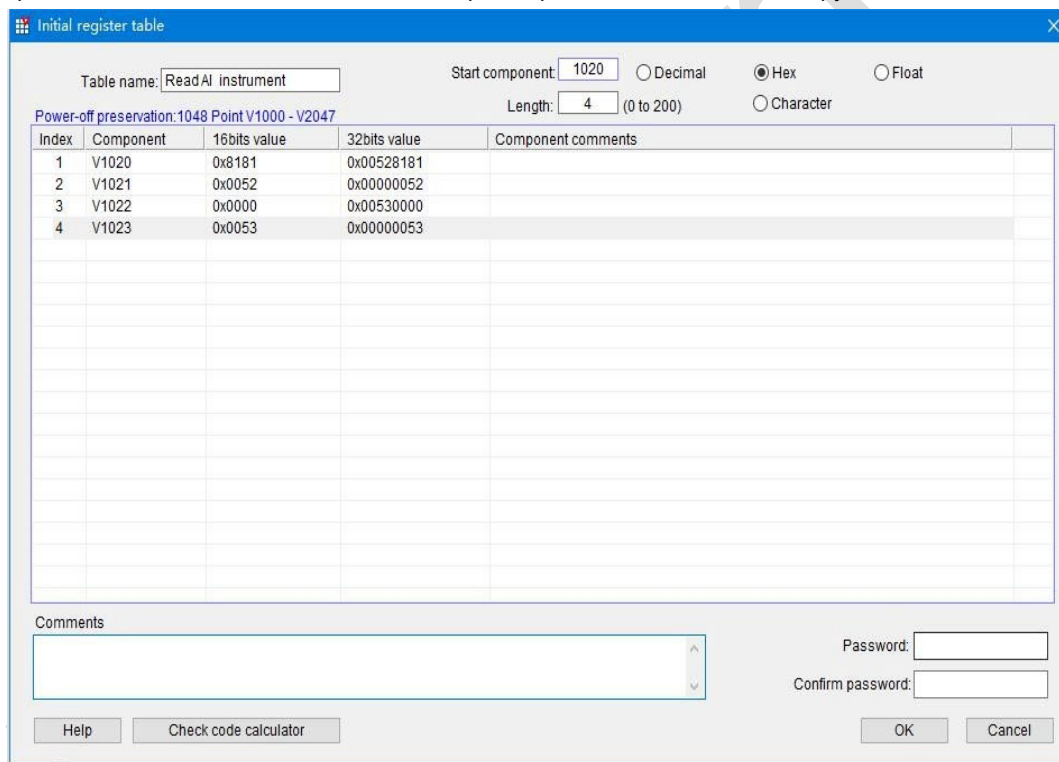 Initial register table
Table name: Read AI instrument
Start component: 1020 Decimal Hex Float
Length: 4 (0 to 200) Character
Power-off preservation:1048 Point V1000 - V2047
Index Component 16bits value 32bits value Component comments
1 V1020 0x8181 0x00528181
2 V1021 0x0052 0x00000052
3 V1022 0x0000 0x00530000
4 V1023 0x0053 0x00000053
Comments
Password:
Confirm password:
Help Check code calculator OK Cancel